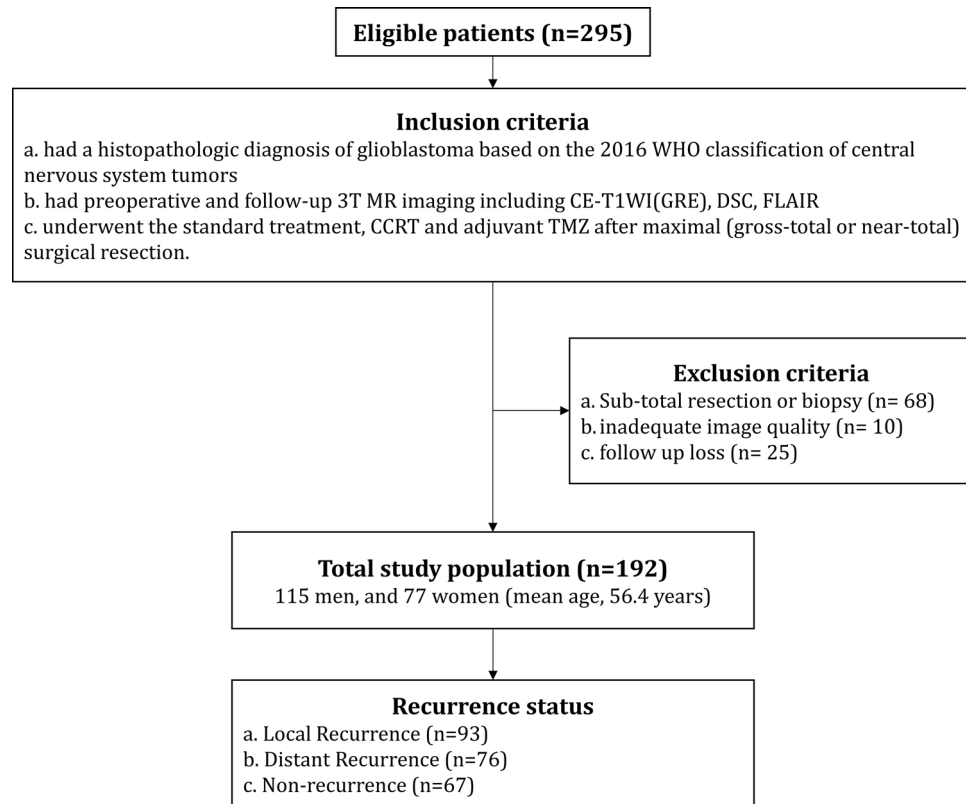 Eligible patients (n=295)
Inclusion criteria
a. had a histopathologic diagnosis of glioblastoma based on the 2016 WHO classification of central
nervous system tumors
b. had preoperative and follow-up 3T MR imaging including CE-T1WI(GRE), DSC, FLAIR
c. underwent the standard treatment, CCRT and adjuvant TMZ after maximal (gross-total or near-total)
surgical resection.
Exclusion criteria
a. Sub-total resection or biopsy (n= 68)
b. inadequate image quality (n= 10)
c. follow up loss (n= 25)
Total study population (n=192)
115 men, and 77 women (mean age, 56.4 years)
Recurrence status
a. Local Recurrence (n=93)
b. Distant Recurrence (n=76)
c. Non-recurrence (n=67)